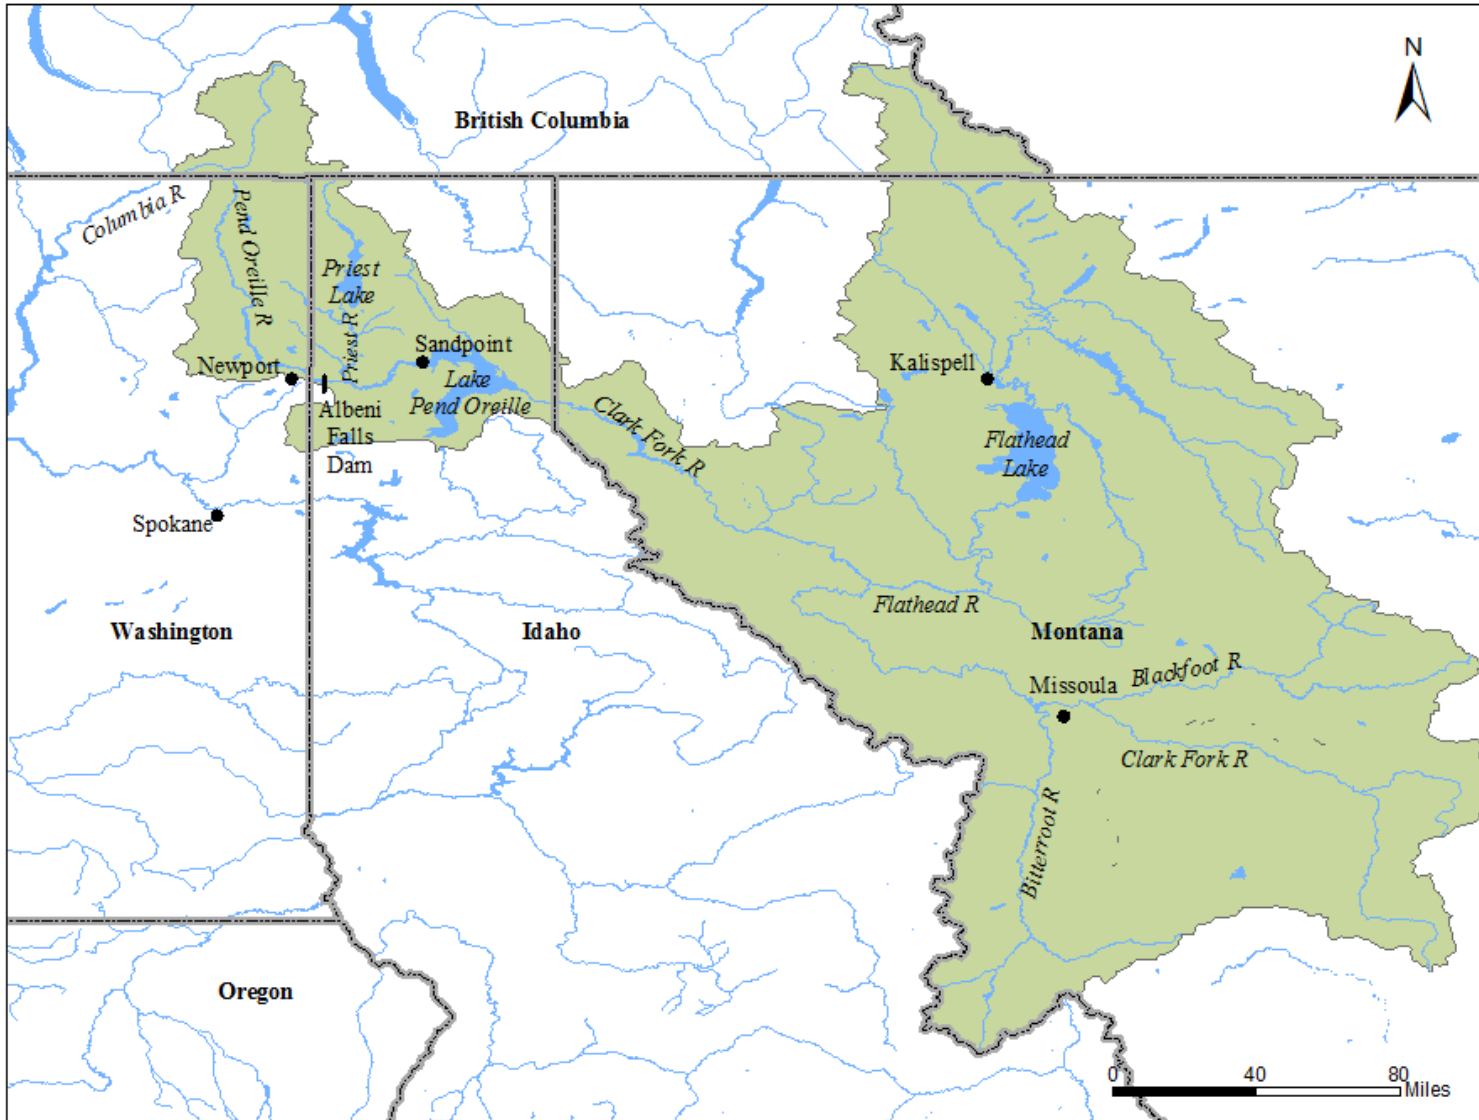 N
British Columbia
Columbia R
Pend Oreille R
Priest
Lake
Priest R
Sandpoint
Newport
Lake
Pend Oreille
Albeni
Falls
Dam
Clark Fork R
Kalispell
Flathead
Lake
Spokane
Flathead R
Washington
Idaho
Montana
Blackfoot R
Missoula
Clark Fork R
Bitterroot R
Oregon
0 40 80
Miles